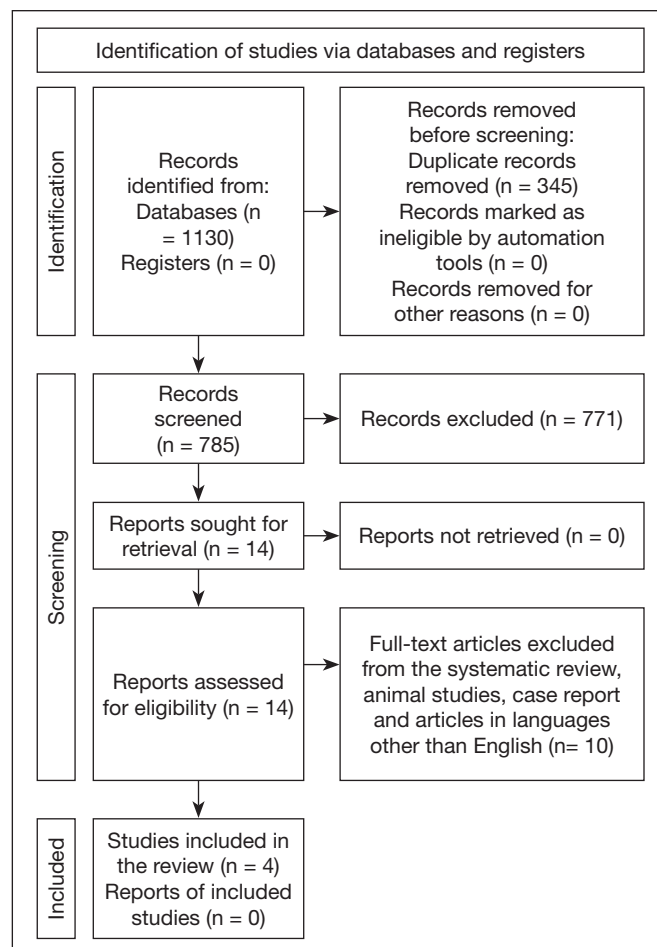 Identification of studies via databases and registers
Identification
Records
identified from:
Databases (n
= 1130)
Registers (n = 0)
Records removed
before screening:
Duplicate records
removed (n = 345)
Records marked as
ineligible by automation
tools (n = 0)
Records removed for
other reasons (n = 0)
Screening
Records
screened
(n = 785)
Records excluded (n = 771)
Reports sought for
retrieval (n = 14)
Reports not retrieved (n = 0)
Reports assessed
for eligibility (n = 14)
Full-text articles excluded
from the systematic review,
animal studies, case report
and articles in languages
other than English (n= 10)
Included
Studies included in
the review (n = 4)
Reports of included
studies (n = 0)